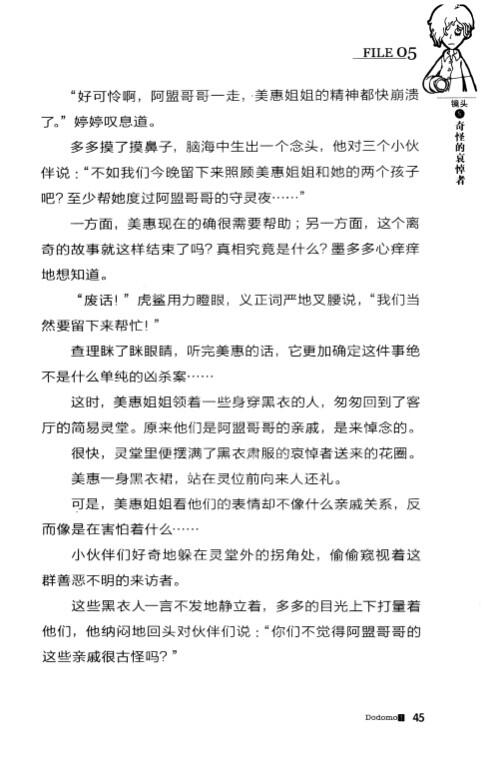 FILE 05
镜头
5
奇怪的哀悼者
“好可怜啊，阿盟哥哥一走，美惠姐姐的精神都快崩溃
了。”婷婷叹息道。
多多摸了摸鼻子，脑海中生出一个念头，他对三个小伙
伴说：“不如我们今晚留下来照顾美惠姐姐和她的两个孩子
吧？至少帮她度过阿盟哥哥的守灵夜……”
一方面，美惠现在的确很需要帮助；另一方面，这个离
奇的故事就这样结束了吗？真相究竟是什么？墨多多心痒痒
地想知道。
“废话！”虎鲨用力瞪眼，义正词严地叉腰说，“我们当
然要留下来帮忙！”
查理眯了眯眼睛，听完美惠的话，它更加确定这件事绝
不是什么单纯的凶杀案……
这时，美惠姐姐领着一些身穿黑衣的人，匆匆回到了客
厅的简易灵堂。原来他们是阿盟哥哥的亲戚，是来悼念的。
很快，灵堂里便摆满了黑衣肃服的哀悼者送来的花圈。
美惠一身黑衣裙，站在灵位前向来人还礼。
可是，美惠姐姐看他们的表情却不像什么亲戚关系，反
而像是在害怕着什么……
小伙伴们好奇地躲在灵堂外的拐角处，偷偷窥视着这
群善恶不明的来访者。
这些黑衣人一言不发地静立着，多多的目光上下打量着
他们，他纳闷地回头对伙伴们说：“你们不觉得阿盟哥哥的
这些亲戚很古怪吗？”
Dodomo 45